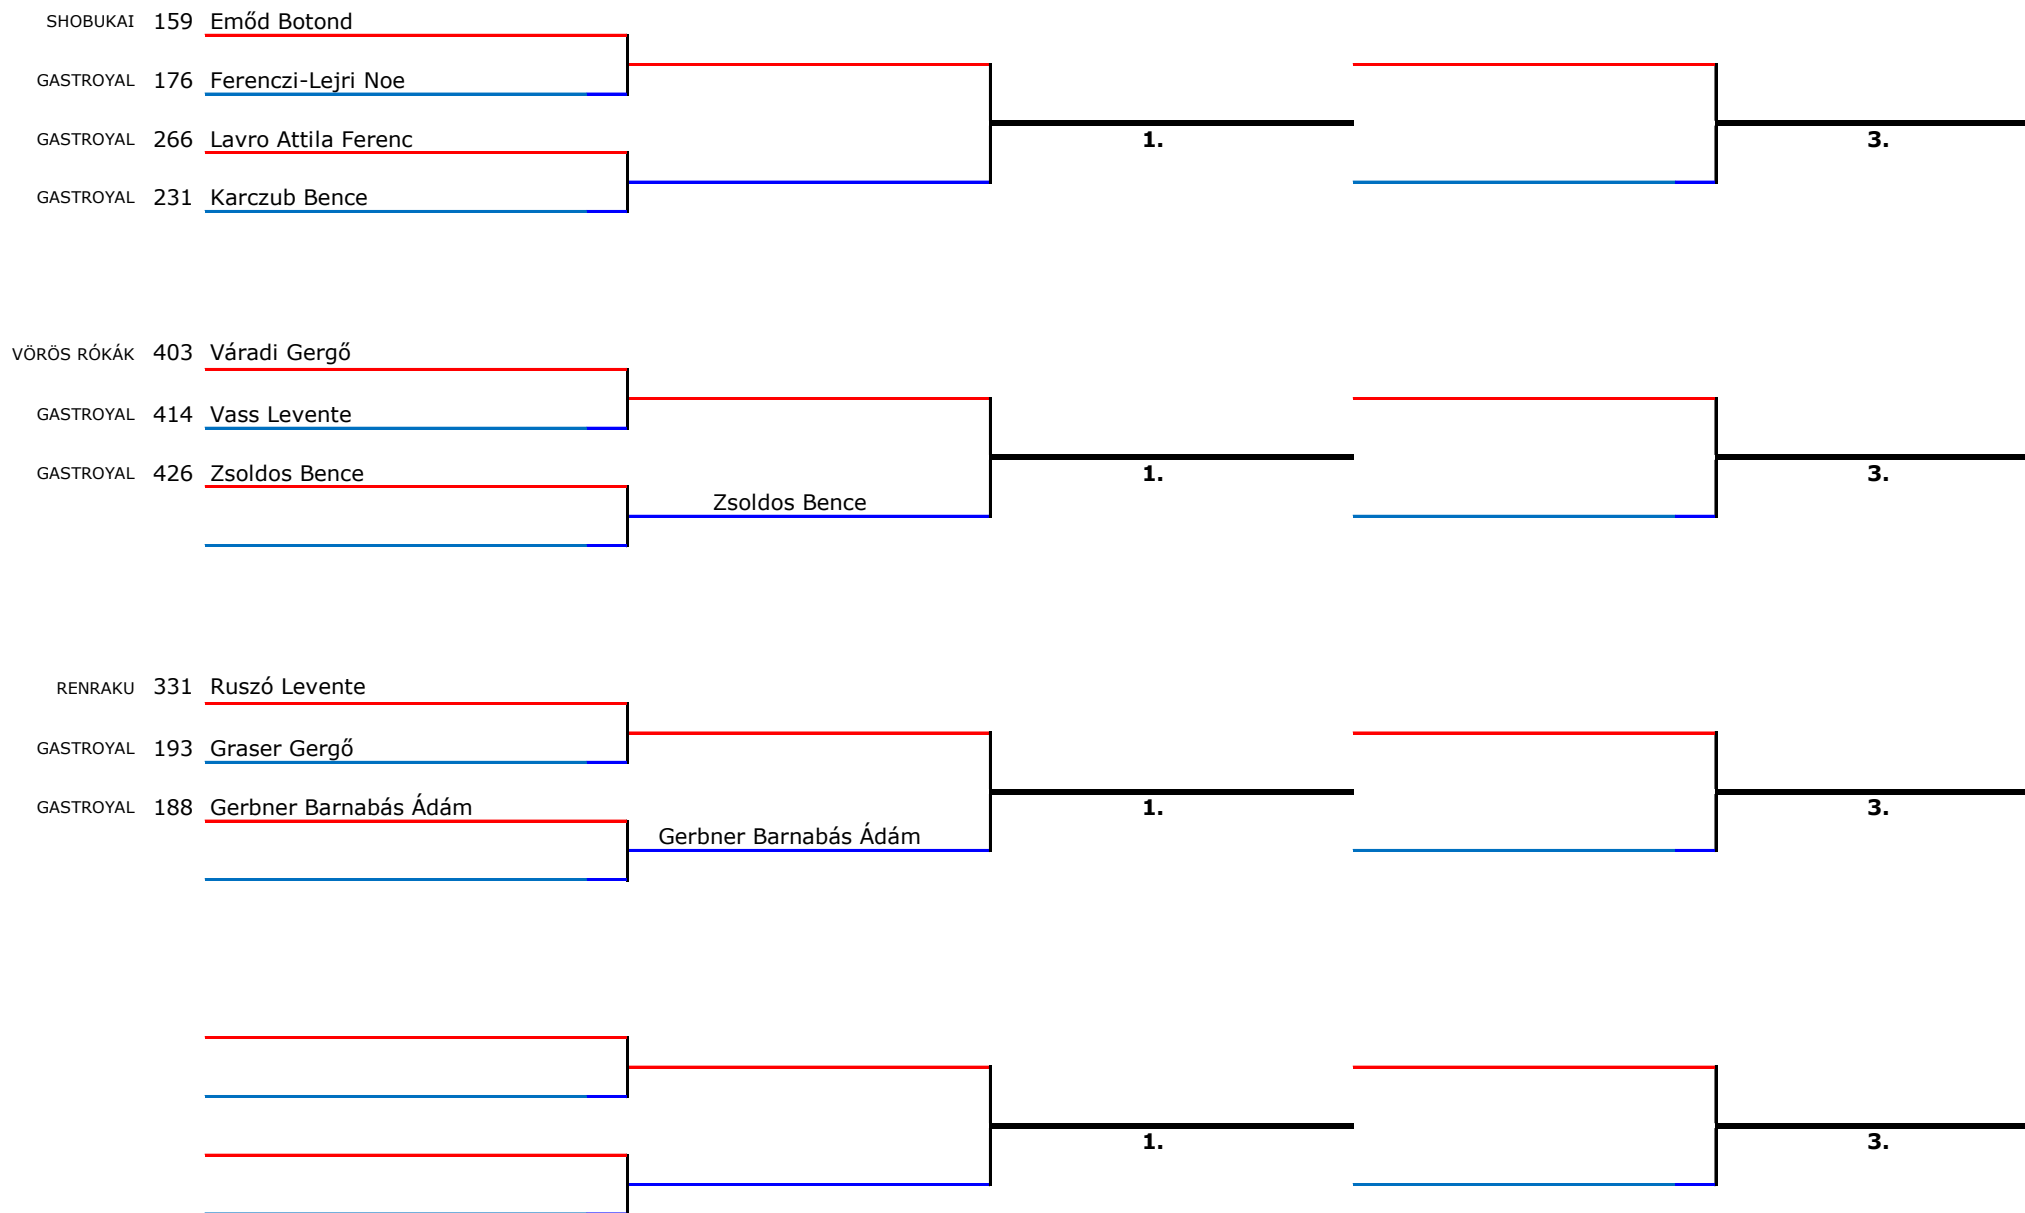 SHOBUKAI 159 Emőd Botond
GASTROYAL 176 Ferenczi-Lejri Noe
GASTROYAL 266 Lavro Attila Ferenc 1. 3.
GASTROYAL 231 Karczub Bence
VÖRÖS RÓKÁK 403 Váradi Gergő
GASTROYAL 414 Vass Levente
GASTROYAL 426 Zsoldos Bence 1. 3.
Zsoldos Bence
RENRAKU 331 Ruszó Levente
GASTROYAL 193 Graser Gergő
GASTROYAL 188 Gerbner Barnabás Ádám 1. 3.
Gerbner Barnabás Ádám
1. 3.